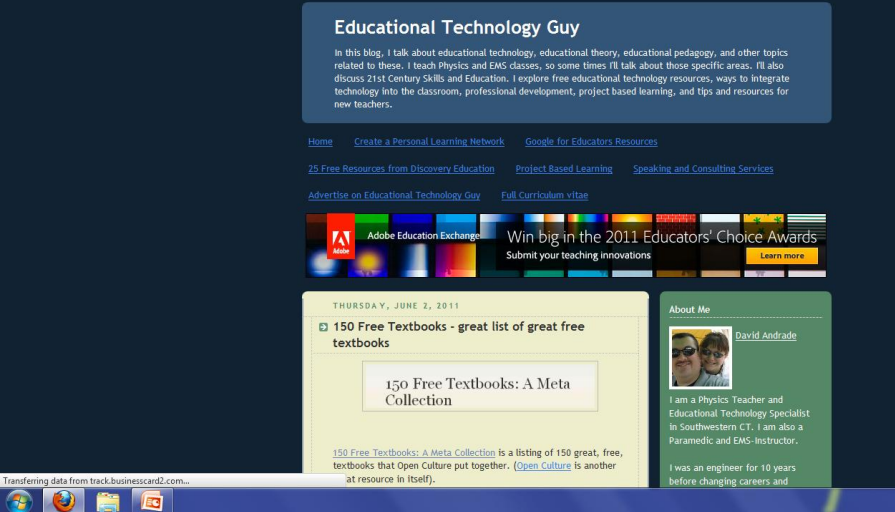 Educational Technology Guy
In this blog, I talk about educational technology, educational theory, educational pedagogy, and other topics
related to these. I teach Physics and EMS classes, so some times I'll talk about those specific areas. I'll also
discuss 21st Century Skills and Education. I explore free educational technology resources, ways to integrate
technology into the classroom, professional development, project based learning, and tips and resources for
new teachers.
Home Create a Personal Learning Network Google for Educators Resources
25 Free Resources from Discovery Education Project Based Learning Speaking and Consulting Services
Advertise on Educational Technology Guy Full Curriculum vitae
Adobe
Adobe Education Exchange
Win big in the 2011 Educators' Choice Awards
Submit your teaching innovations
Learn more
THURSDAY, JUNE 2, 2011
150 Free Textbooks - great list of great free
textbooks
150 Free Textbooks: A Meta
Collection
150 Free Textbooks: A Meta Collection is a listing of 150 great, free,
textbooks that Open Culture put together. (Open Culture is another
at resource in itself).
About Me
David Andrade
I am a Physics Teacher and
Educational Technology Specialist
in Southwestern CT. I am also a
Paramedic and EMS-Instructor.
I was an engineer for 10 years
before changing careers and
Transferring data from track.businesscard2.com...